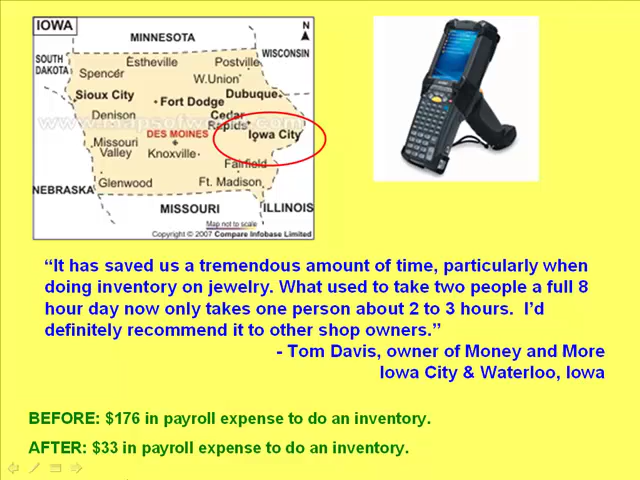 IOWA
N
MINNESOTA
WISCONSIN
SOUTH
DAKOTA
Estheville
Postville
Spencer
W.Union
Sioux City
Fort Dodge
Dubuque
Denison
Cedar
Rapids
DES MOINES
Iowa City
Missouri
Valley
Knoxville
Fairfield
Glenwood
Ft. Madison
NEBRASKA
MISSOURI
ILLINOIS
Map not to scale
Copyright © 2007 Compare Infobase Limited
“It has saved us a tremendous amount of time, particularly when
doing inventory on jewelry. What used to take two people a full 8
hour day now only takes one person about 2 to 3 hours.  I’d
definitely recommend it to other shop owners.”
- Tom Davis, owner of Money and More
Iowa City & Waterloo, Iowa
BEFORE: $176 in payroll expense to do an inventory.
AFTER: $33 in payroll expense to do an inventory.